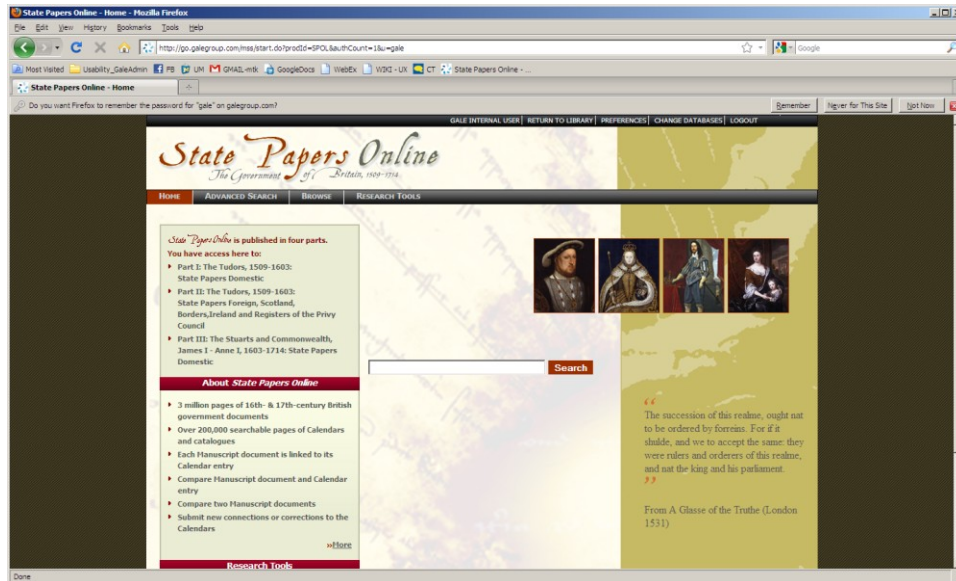 State Papers Online - Home - Mozilla Firefox
File Edit View History Bookmarks Tools Help
http://go.galegroup.com/mss/start.do?prodId=SPOL&authCount=1&u=gale
Google
Most Visited Usability_GaleAdmin FB UM GMAIL-mtk GoogleDocs WebEx WIKI - UX CT State Papers Online - ...
State Papers Online - Home
Do you want Firefox to remember the password for "gale" on galegroup.com?
Remember Never for This Site Not Now
GALE INTERNAL USER| RETURN TO LIBRARY| PREFERENCES| CHANGE DATABASES| LOGOUT
State Papers Online
The Government of Britain, 1509-1714
HOME ADVANCED SEARCH BROWSE RESEARCH TOOLS
State Papers Online is published in four parts.
You have access here to:
Part I: The Tudors, 1509-1603:
State Papers Domestic
Part II: The Tudors, 1509-1603:
State Papers Foreign, Scotland,
Borders,Ireland and Registers of the Privy
Council
Part III: The Stuarts and Commonwealth,
James I - Anne I, 1603-1714: State Papers
Domestic
About State Papers Online
3 million pages of 16th- & 17th-century British
government documents
Over 200,000 searchable pages of Calendars
and catalogues
Each Manuscript document is linked to its
Calendar entry
Compare Manuscript document and Calendar
entry
Compare two Manuscript documents
Submit new connections or corrections to the
Calendars
»More
Research Tools
Search
“
The succession of this realme, ought nat
to be ordered by forreins. For if it
shulde, and we to accept the same: they
were rulers and orderers of this realme,
and nat the king and his parliament.
”
From A Glasse of the Truthe (London
1531)
Done